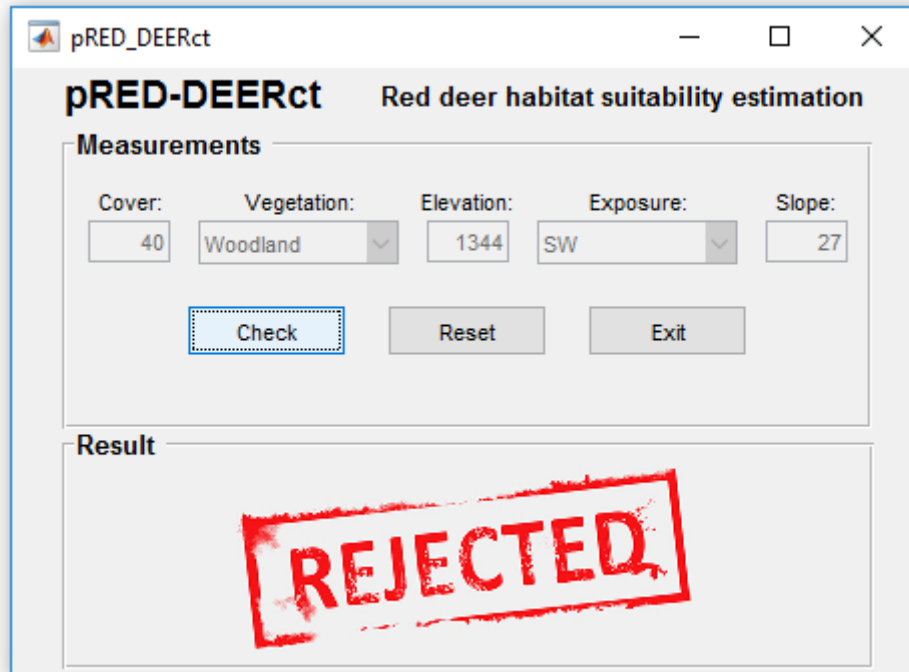 pRED_DEERct
pRED-DEERct Red deer habitat suitability estimation
Measurements
Cover: Vegetation: Elevation: Exposure: Slope:
40 Woodland 1344 SW 27
Check Reset Exit
Result
REJECTED